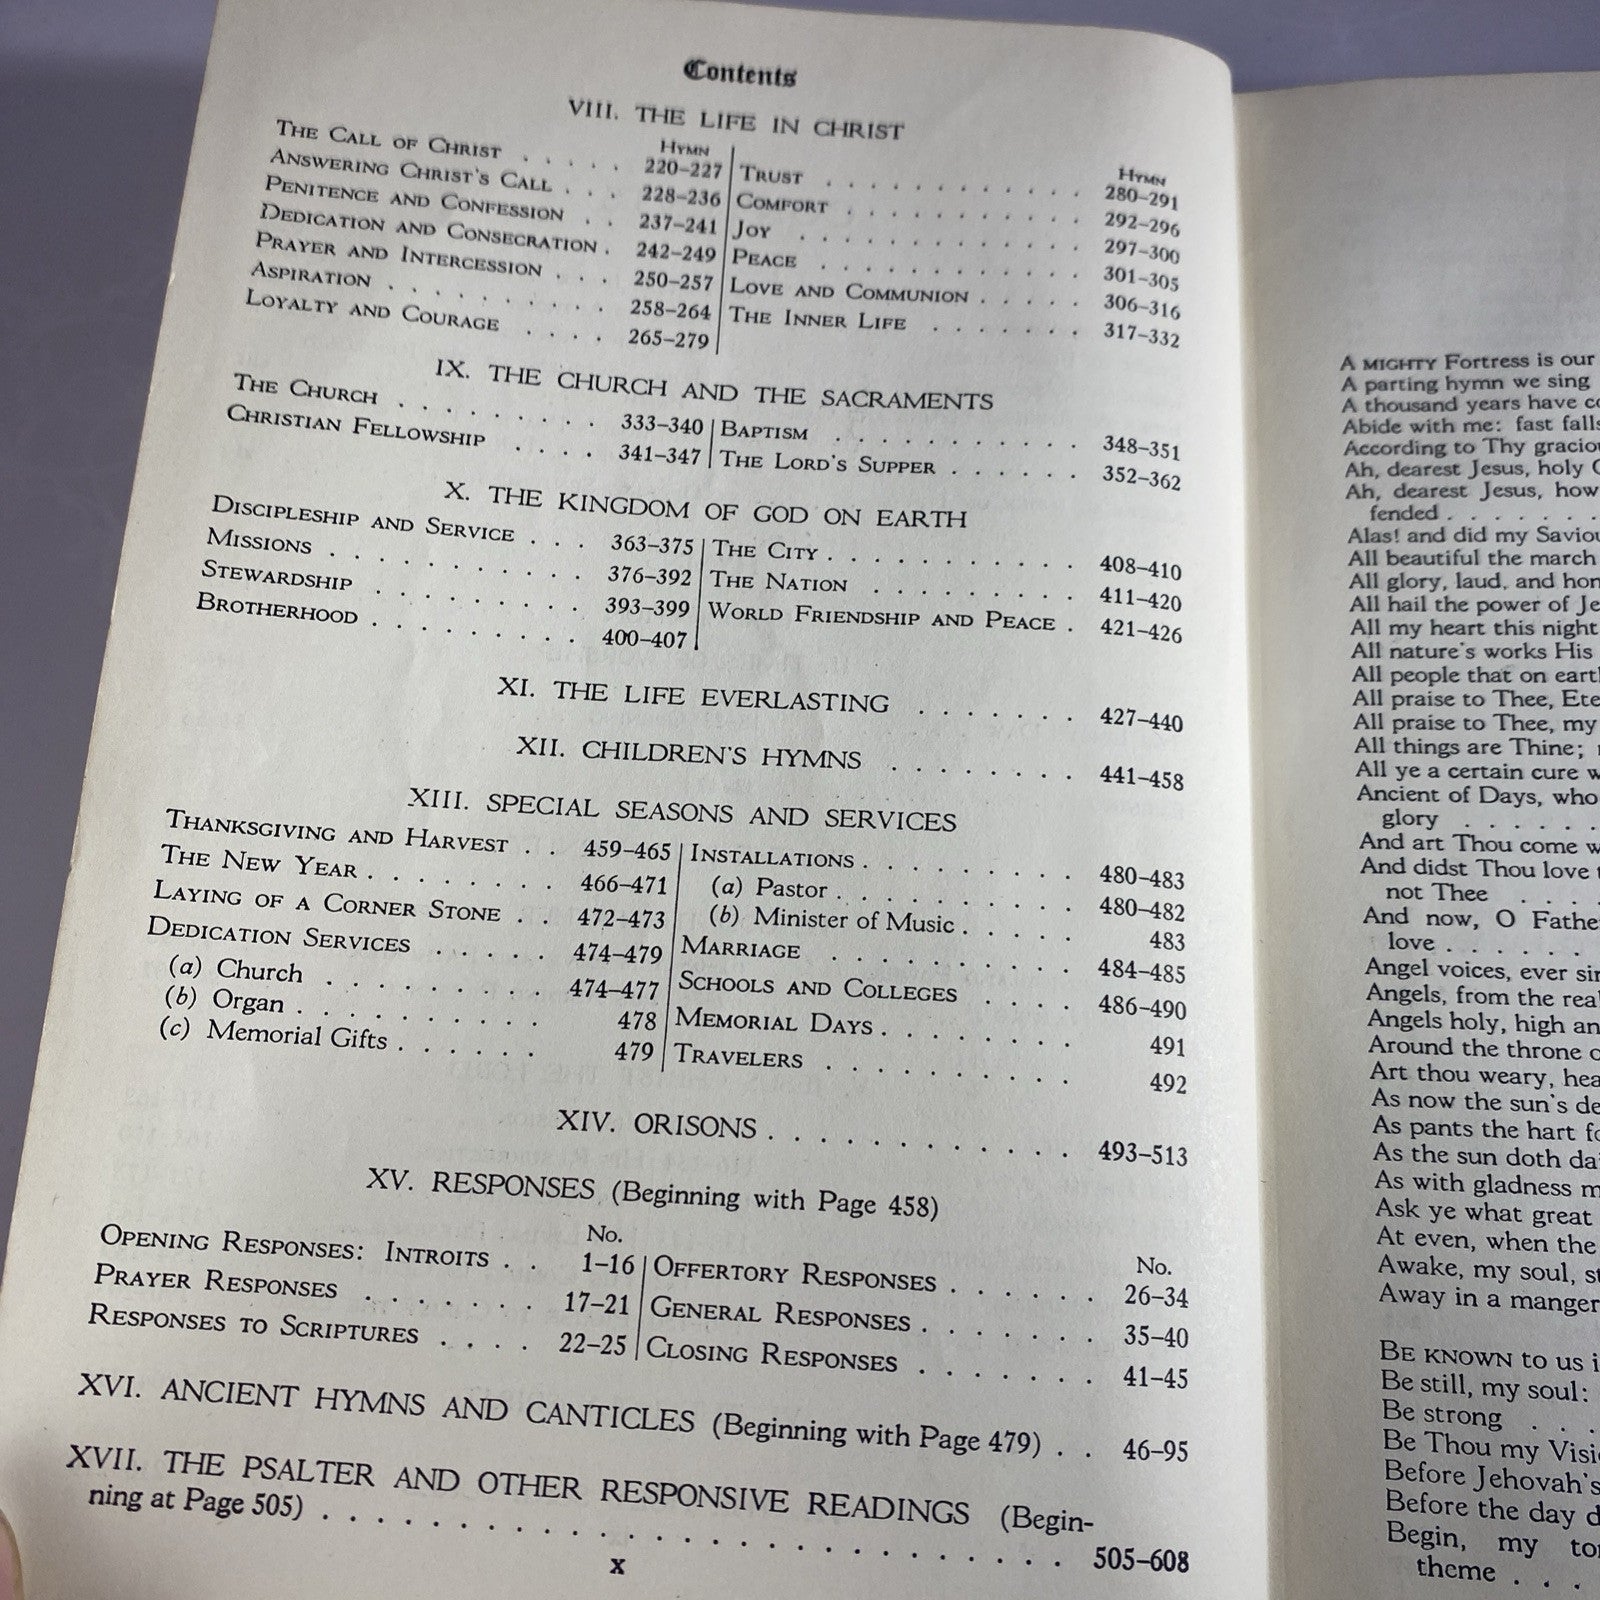 Contents
VIII. THE LIFE IN CHRIST
HYMN
THE CALL OF CHRIST . . . . . 220–227
ANSWERING CHRIST'S CALL . . . 228–236
PENITENCE AND CONFESSION . . 237–241
DEDICATION AND CONSECRATION . 242–249
PRAYER AND INTERCESSION . . . 250–257
ASPIRATION . . . . . . . . . 258–264
LOYALTY AND COURAGE . . . . 265–279
HYMN
TRUST . . . . . . . . . . . 280–291
COMFORT . . . . . . . . . . 292–296
JOY . . . . . . . . . . . 297–300
PEACE . . . . . . . . . . . 301–305
LOVE AND COMMUNION . . . . . 306–316
THE INNER LIFE . . . . . . . 317–332
IX. THE CHURCH AND THE SACRAMENTS
THE CHURCH . . . . . . . . 333–340
CHRISTIAN FELLOWSHIP . . . . 341–347
BAPTISM . . . . . . . . . . 348–351
THE LORD'S SUPPER . . . . . . 352–362
X. THE KINGDOM OF GOD ON EARTH
DISCIPLESHIP AND SERVICE . . . 363–375
MISSIONS . . . . . . . . . . 376–392
STEWARDSHIP . . . . . . . . 393–399
BROTHERHOOD . . . . . . . . 400–407
THE CITY . . . . . . . . . . 408–410
THE NATION . . . . . . . . . 411–420
WORLD FRIENDSHIP AND PEACE . 421–426
XI. THE LIFE EVERLASTING . . . . . . . 427–440
XII. CHILDREN'S HYMNS . . . . . . . 441–458
XIII. SPECIAL SEASONS AND SERVICES
THANKSGIVING AND HARVEST . . 459–465
THE NEW YEAR . . . . . . . . 466–471
LAYING OF A CORNER STONE . . 472–473
DEDICATION SERVICES . . . . . 474–479
(a) Church . . . . . . . . . 474–477
(b) Organ . . . . . . . . . . 478
(c) Memorial Gifts . . . . . . 479
INSTALLATIONS . . . . . . . . 480–483
(a) Pastor . . . . . . . . . . 480–482
(b) Minister of Music . . . . . 483
MARRIAGE . . . . . . . . . . 484–485
SCHOOLS AND COLLEGES . . . . 486–490
MEMORIAL DAYS . . . . . . . . 491
TRAVELERS . . . . . . . . . . 492
XIV. ORISONS . . . . . . . . . . . . 493–513
XV. RESPONSES (Beginning with Page 458)
No.
OPENING RESPONSES: INTROITS . . 1–16
PRAYER RESPONSES . . . . . . . 17–21
RESPONSES TO SCRIPTURES . . . . 22–25
No.
OFFERTORY RESPONSES . . . . . . 26–34
GENERAL RESPONSES . . . . . . . 35–40
CLOSING RESPONSES . . . . . . . 41–45
XVI. ANCIENT HYMNS AND CANTICLES (Beginning with Page 479) . . 46–95
XVII. THE PSALTER AND OTHER RESPONSIVE READINGS (Begin-
ning at Page 505) . . . . . . . . . . . . . . . . . . . . . . . . . . . 505–608
x
A MIGHTY Fortress is our
A parting hymn we sing
A thousand years have
Abide with me: fast
According to Thy
Ah, dearest Jesus, holy
Ah, dearest Jesus, how
fended . . . . . . .
Alas! and did my
All beautiful the march
All glory, laud, and
All hail the power of
All my heart this night
All nature's works His
All people that on
All praise to Thee,
All praise to Thee, my
All things are Thine;
All ye a certain cure
Ancient of Days, who
glory . . . . . .
And art Thou come
And didst Thou love
not Thee . . . .
And now, O
love . . . . . . .
Angel voices, ever
Angels, from the
Angels holy, high
Around the throne
Art thou weary,
As now the sun's
As pants the hart
As the sun doth
As with gladness
Ask ye what great
At even, when the
Awake, my soul,
Away in a manger
BE KNOWN to us
Be still, my soul:
Be strong . . .
Be Thou my
Before Jehovah's
Before the day
Begin, my
theme . . . .